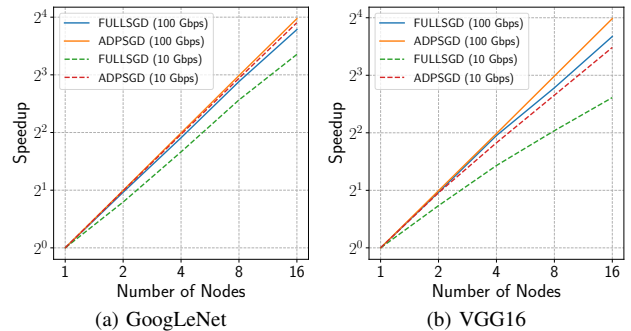 FULLSGD (100 Gbps)
ADPSGD (100 Gbps)
FULLSGD (10 Gbps)
ADPSGD (10 Gbps)
Speedup
2^4
2^3
2^2
2^1
2^0
1 2 4 8 16
Number of Nodes
(a) GoogLeNet
FULLSGD (100 Gbps)
ADPSGD (100 Gbps)
FULLSGD (10 Gbps)
ADPSGD (10 Gbps)
Speedup
2^4
2^3
2^2
2^1
2^0
1 2 4 8 16
Number of Nodes
(b) VGG16